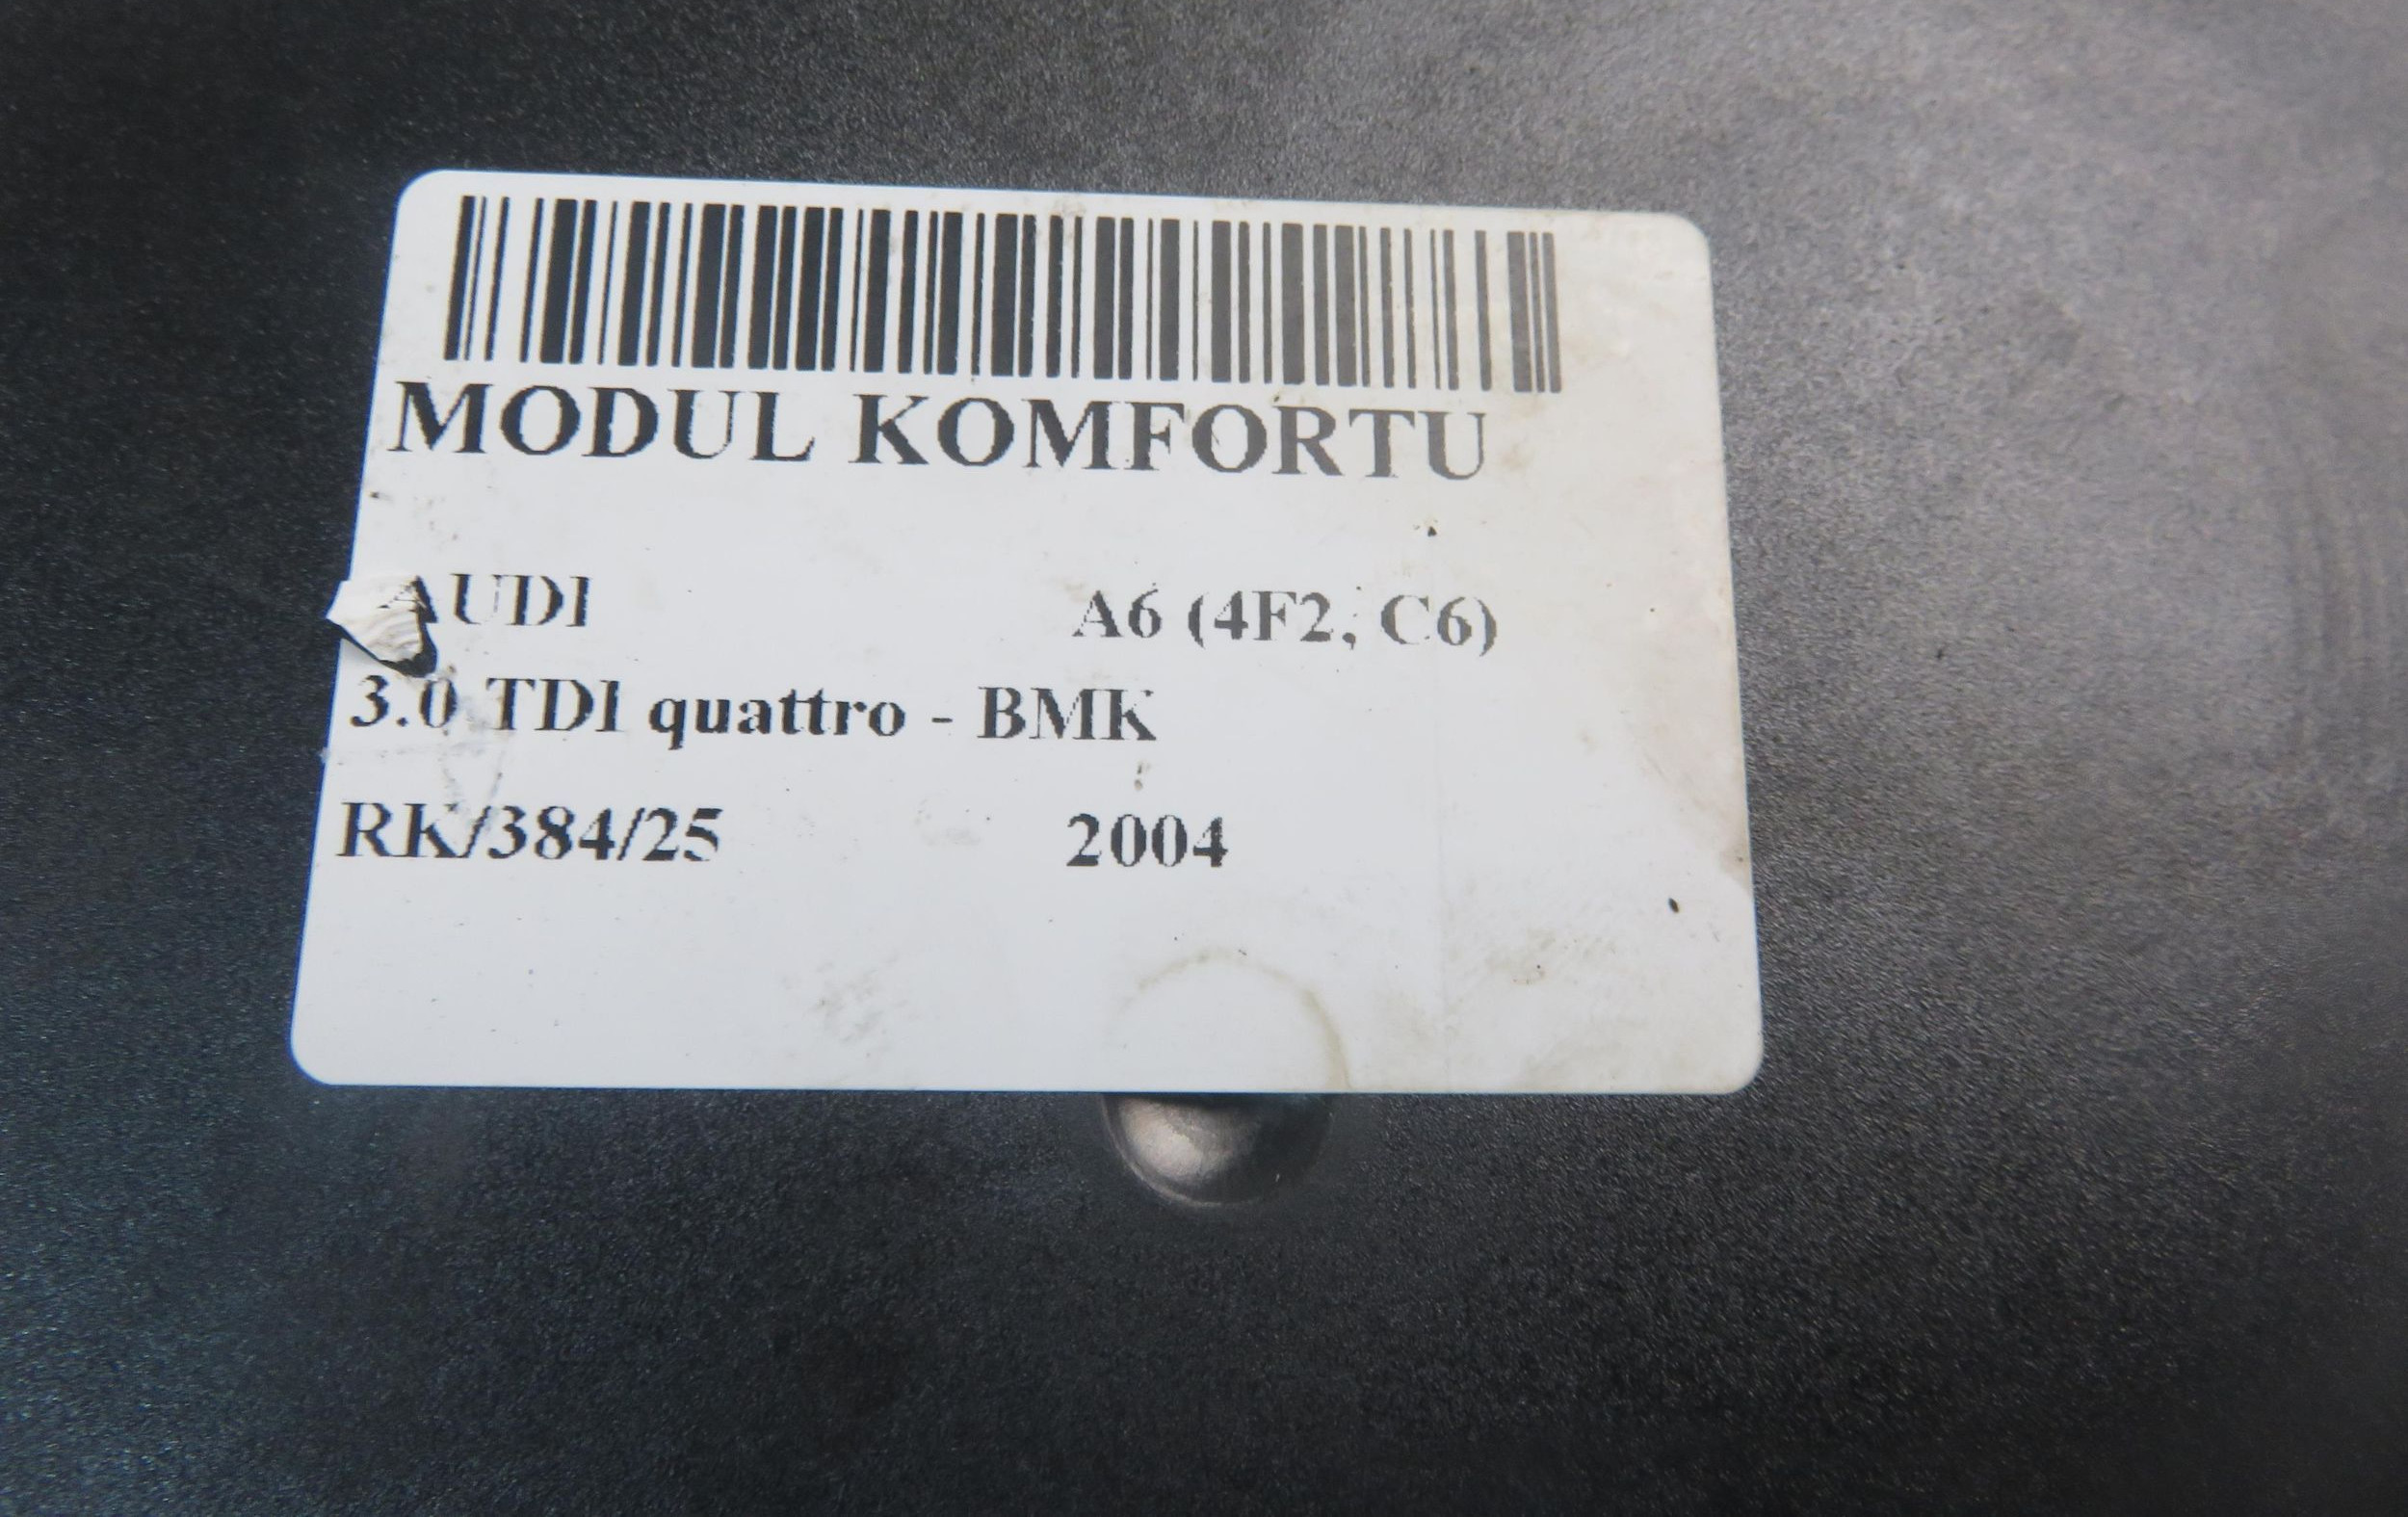 MODUL KOMFORTU
AUDI A6 (4F2, C6)
3.0 TDI quattro - BMK
RK/384/25 2004